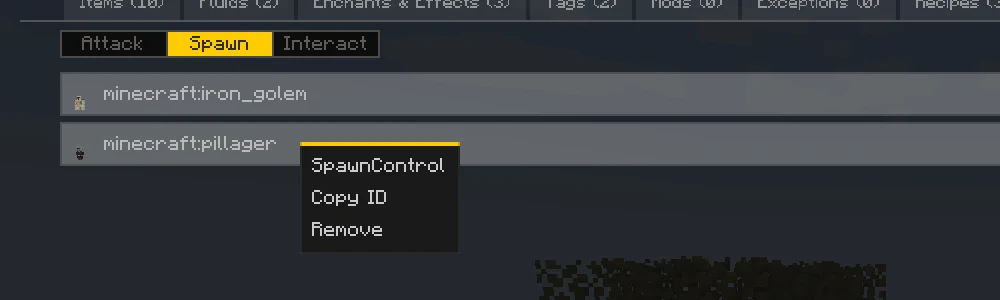 Items (10) Fluids (2) Enchants & Effects (3) Tags (2) Mods (0) Exceptions (0) Recipes (3
Attack Spawn Interact
minecraft:iron_golem
minecraft:pillager
SpawnControl
Copy ID
Remove